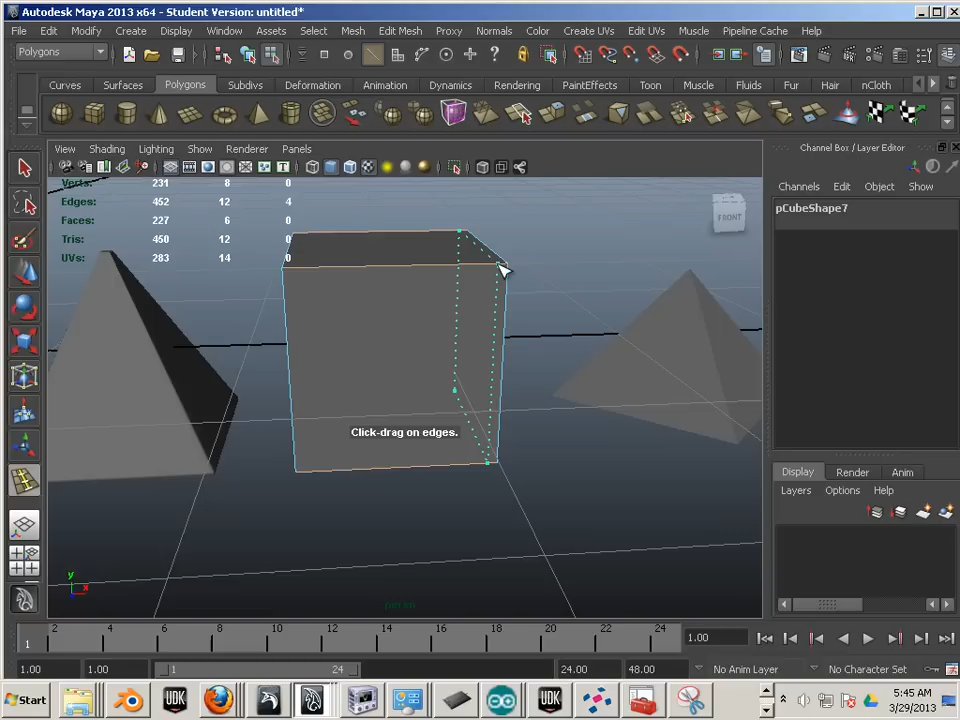 Autodesk Maya 2013 x64 - Student Version: untitled*
File Edit Modify Create Display Window Assets Select Mesh Edit Mesh Proxy Normals Color Create UVs Edit UVs Muscle Pipeline Cache Help
Polygons
Curves Surfaces Polygons Subdivs Deformation Animation Dynamics Rendering PaintEffects Toon Muscle Fluids Fur Hair nCloth
View Shading Lighting Show Renderer Panels
Channel Box / Layer Editor
Channels Edit Object Show
pCubeShape7
Verts: 231 8 0
Edges: 452 12 4
Faces: 227 6 0
Tris: 450 12 0
UVs: 283 14 0
FRONT
Click-drag on edges.
Display Render Anim
Layers Options Help
y
x
persp
2 4 6 8 10 12 14 16 18 20 22 24
1
1.00
1.00 1.00 1 24 24.00 48.00 No Anim Layer No Character Set
Start
UDK
UDK
5:45 AM
3/29/2013